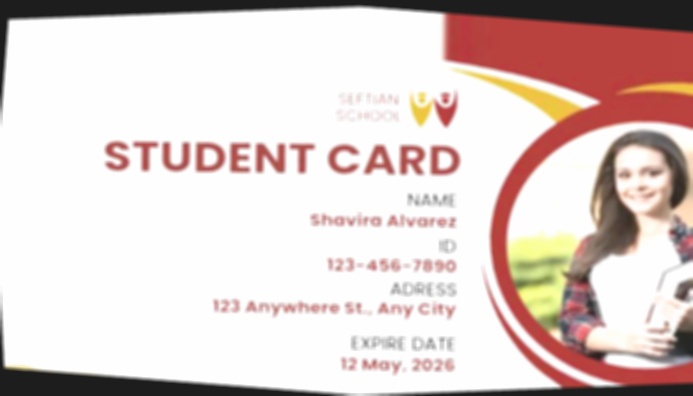 SEFTIAN
SCHOOL
STUDENT CARD
NAME
Shavira Alvarez
ID
123-456-7890
ADRESS
123 Anywhere St., Any City
EXPIRE DATE
12 May, 2026